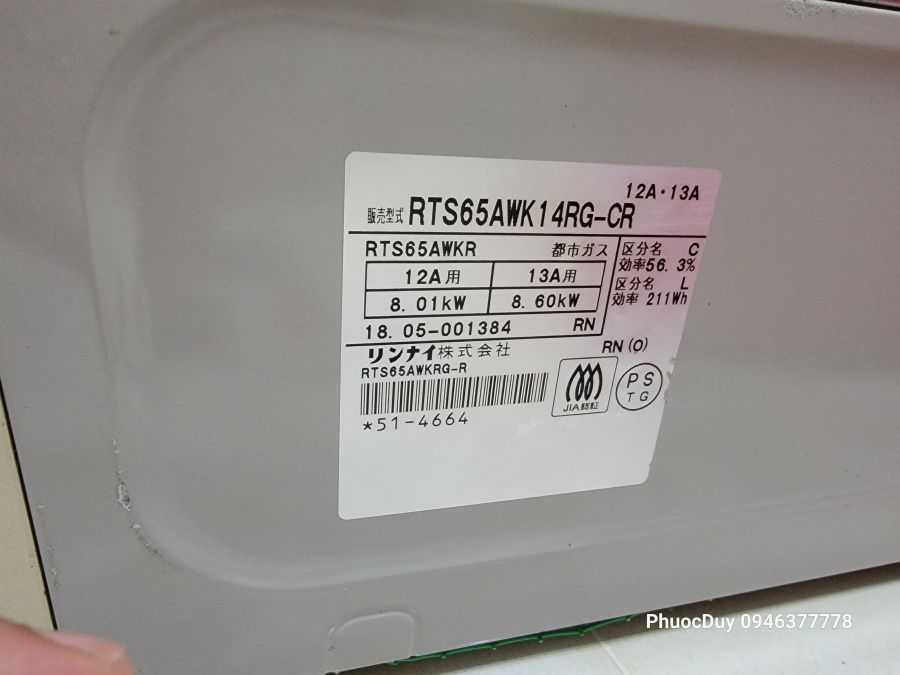 12A・13A
販売型式 RTS65AWK14RG-CR
RTS65AWKR 都市ガス
12A用 13A用
8.01kW 8.60kW
18.05-001384 RN
区分名 C
効率56.3%
区分名 L
効率 211Wh
リンナイ株式会社 RN(O)
RTS65AWKRG-R
*51-4664
JIA認証
PS
TG
PhuocDuy 0946377778